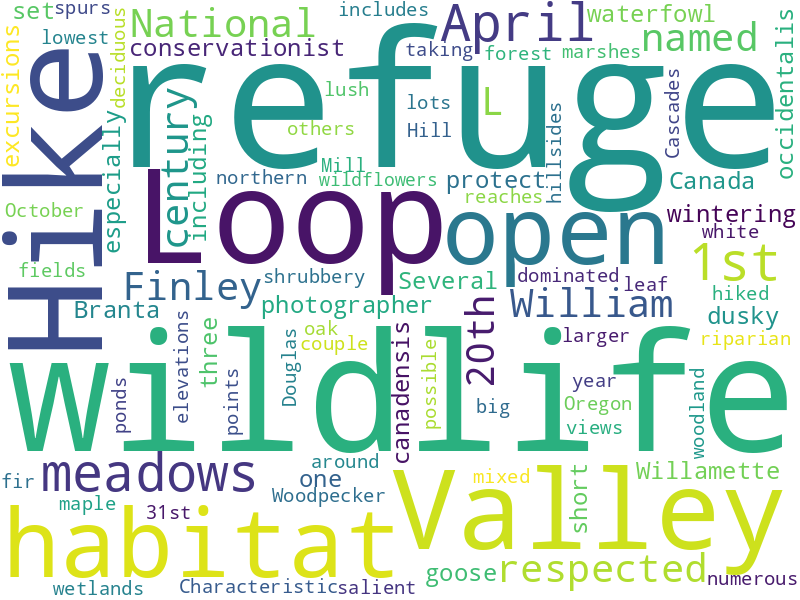 includes
set
spurs
National
April
waterfowl
lowest
conservationist
taking
forest
marshes
named
Hike
refuge
excursions
deciduous
especially
century
including
lush
lots
L
others
Hill
hillsides
Cascades
occidentalis
Mill
northern
wildflowers
protect
Canada
reaches
October
Loop
open
wintering
white
fields
Finley
shrubbery
Several
dominated
leaf
1st
Branta
photographer
20th
William
hiked
dusky
larger
riparian
three
elevations
Douglas
oak
couple
canadensis
possible
Wildlife
ponds
points
year
big
Oregon
views
woodland
meadows
around
Valley
mixed
short
Willamette
fir
one
Woodpecker
maple
31st
habitat
goose
respected
numerous
wetlands
Characteristic
salient